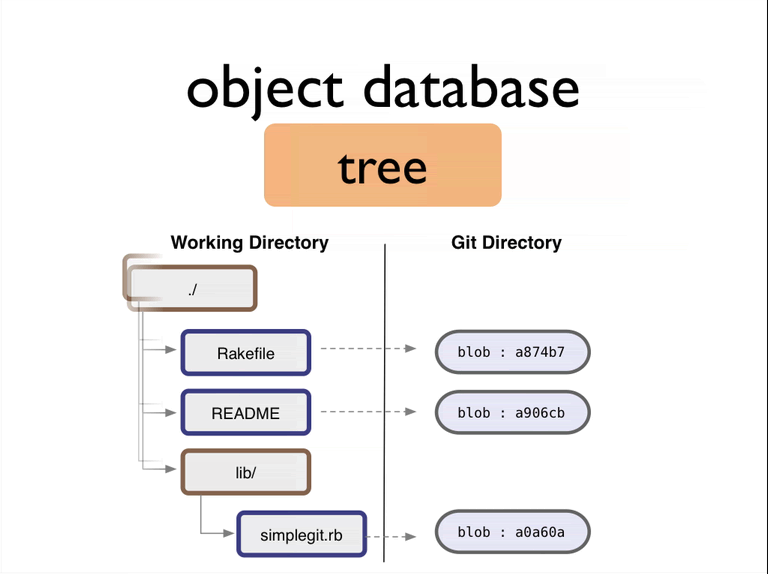 object database
tree
Working Directory
Git Directory
./
Rakefile
blob : a874b7
README
blob : a906cb
lib/
simplegit.rb
blob : a0a60a